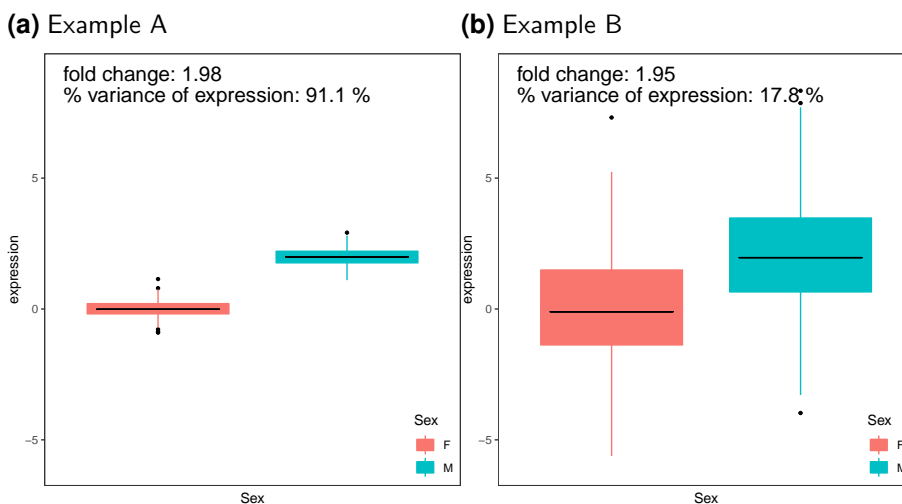 (a) Example A
fold change: 1.98
% variance of expression: 91.1 %
5
0
−5
expression
Sex
F
M
Sex
(b) Example B
fold change: 1.95
% variance of expression: 17.8 %
5
0
−5
expression
Sex
F
M
Sex